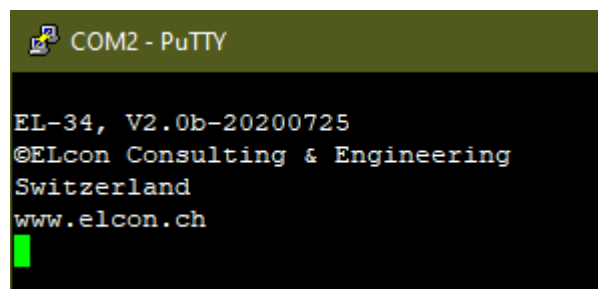 COM2 - PuTTY
EL-34, V2.0b-20200725
©ELcon Consulting & Engineering
Switzerland
www.elcon.ch